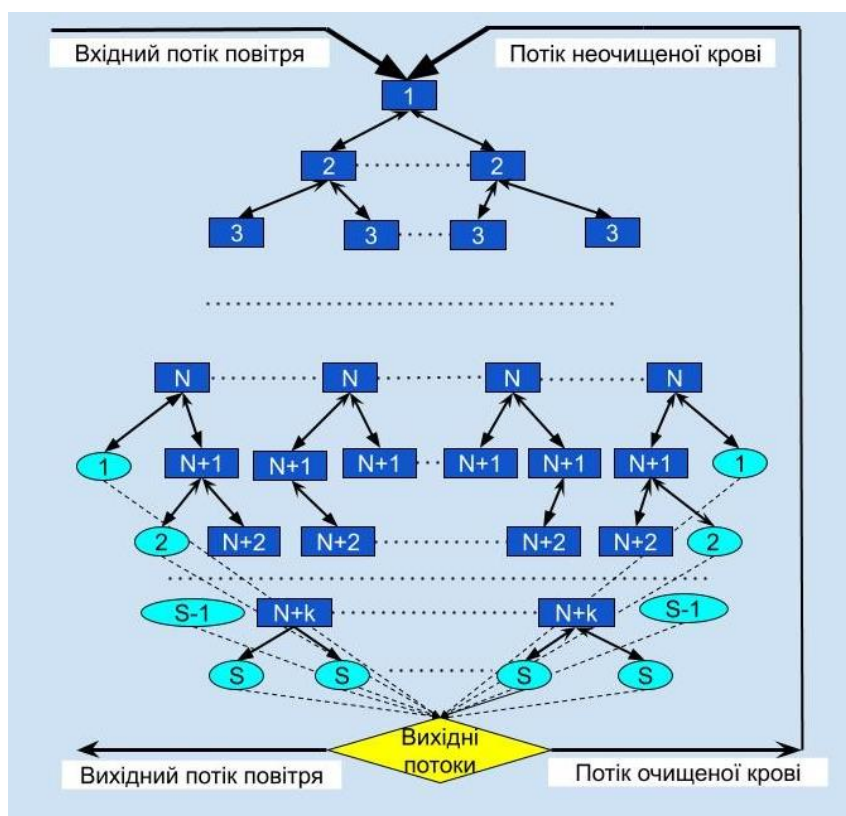 Вхідний потік повітря Потік неочищеної крові
1
2 2
3 3 3 3
N N N N
1 N+1 N+1 N+1 N+1 N+1 N+1 1
2 N+2 N+2 N+2 N+2 2
S-1 N+k N+k S-1
S S S S
Вихідні
потоки
Вихідний потік повітря Потік очищеної крові